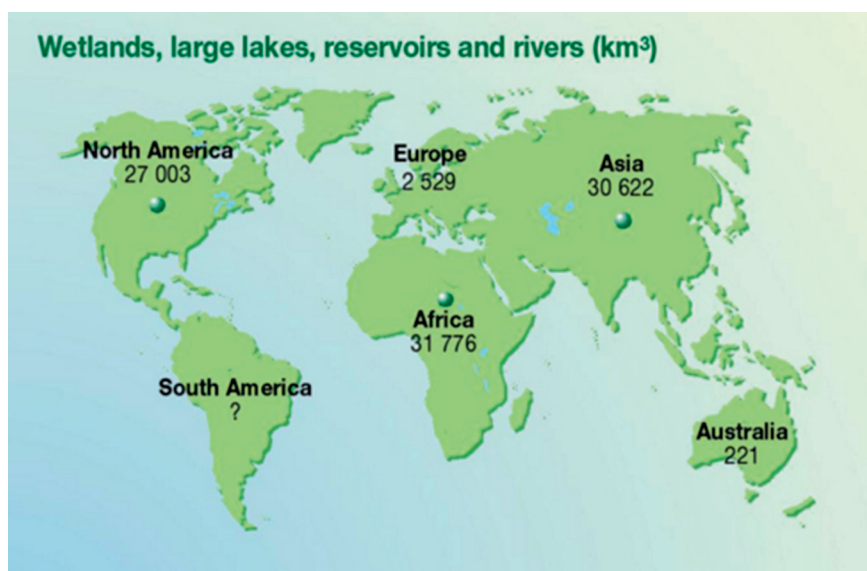 Wetlands, large lakes, reservoirs and rivers (km³)
North America
27 003
Europe
2 529
Asia
30 622
Africa
31 776
South America
?
Australia
221